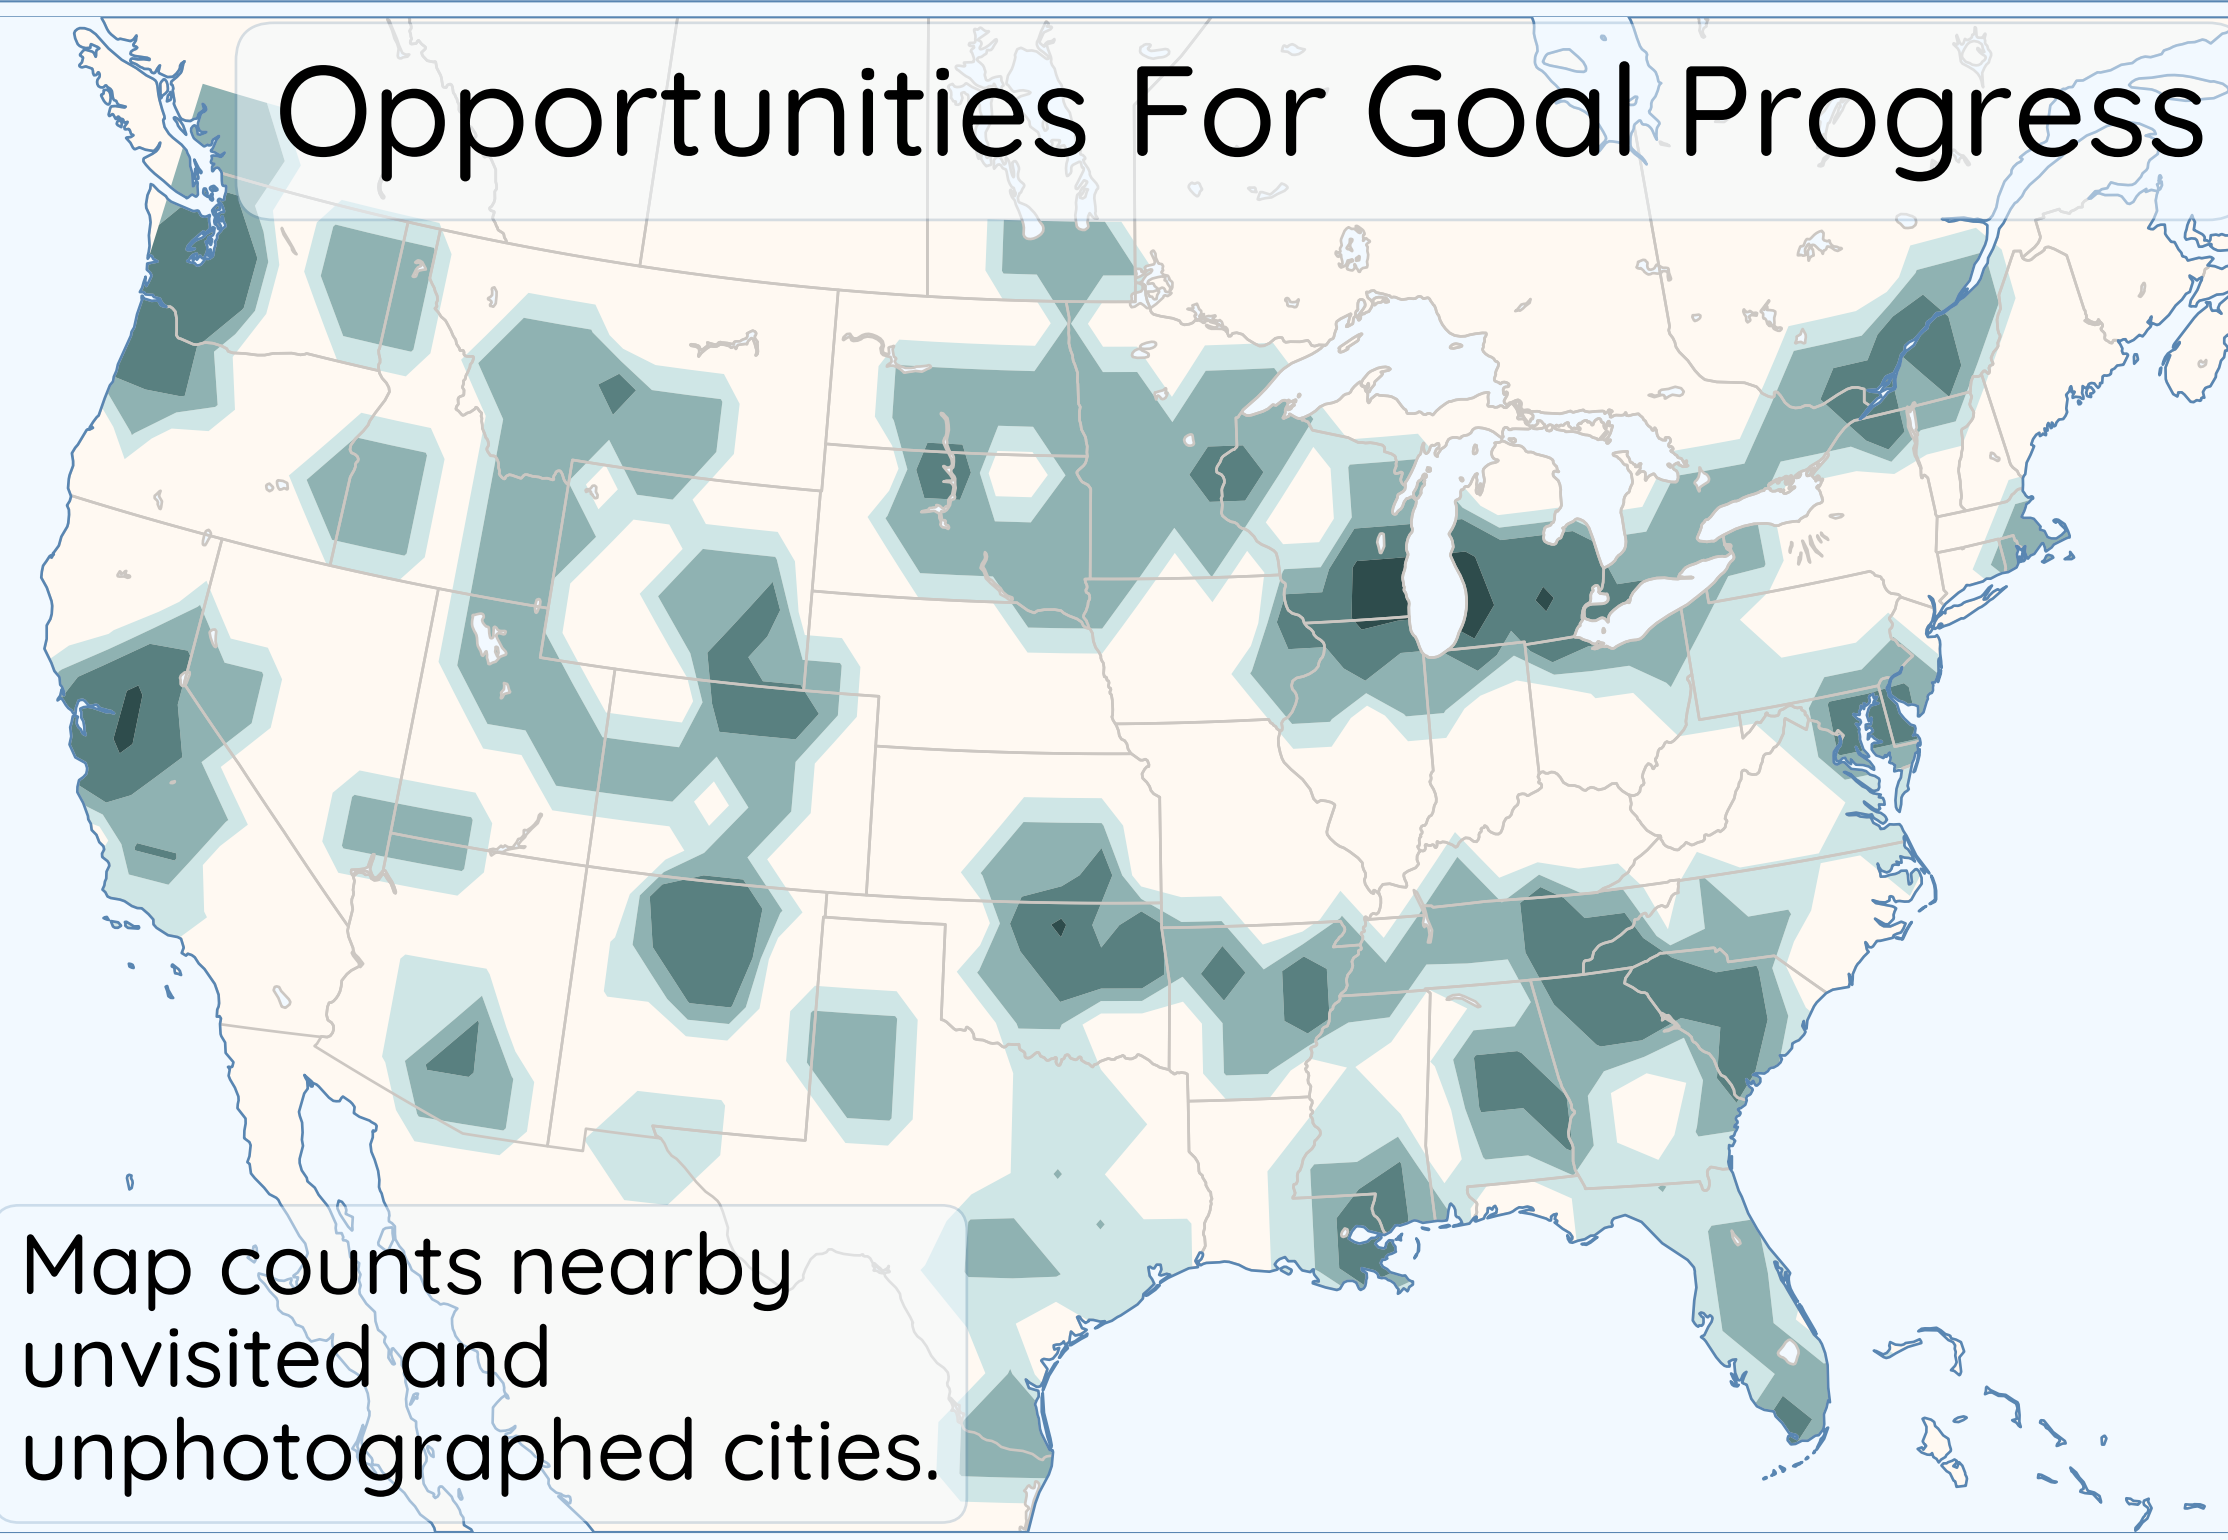 Opportunities For Goal Progress
Map counts nearby
unvisited and
unphotographed cities.